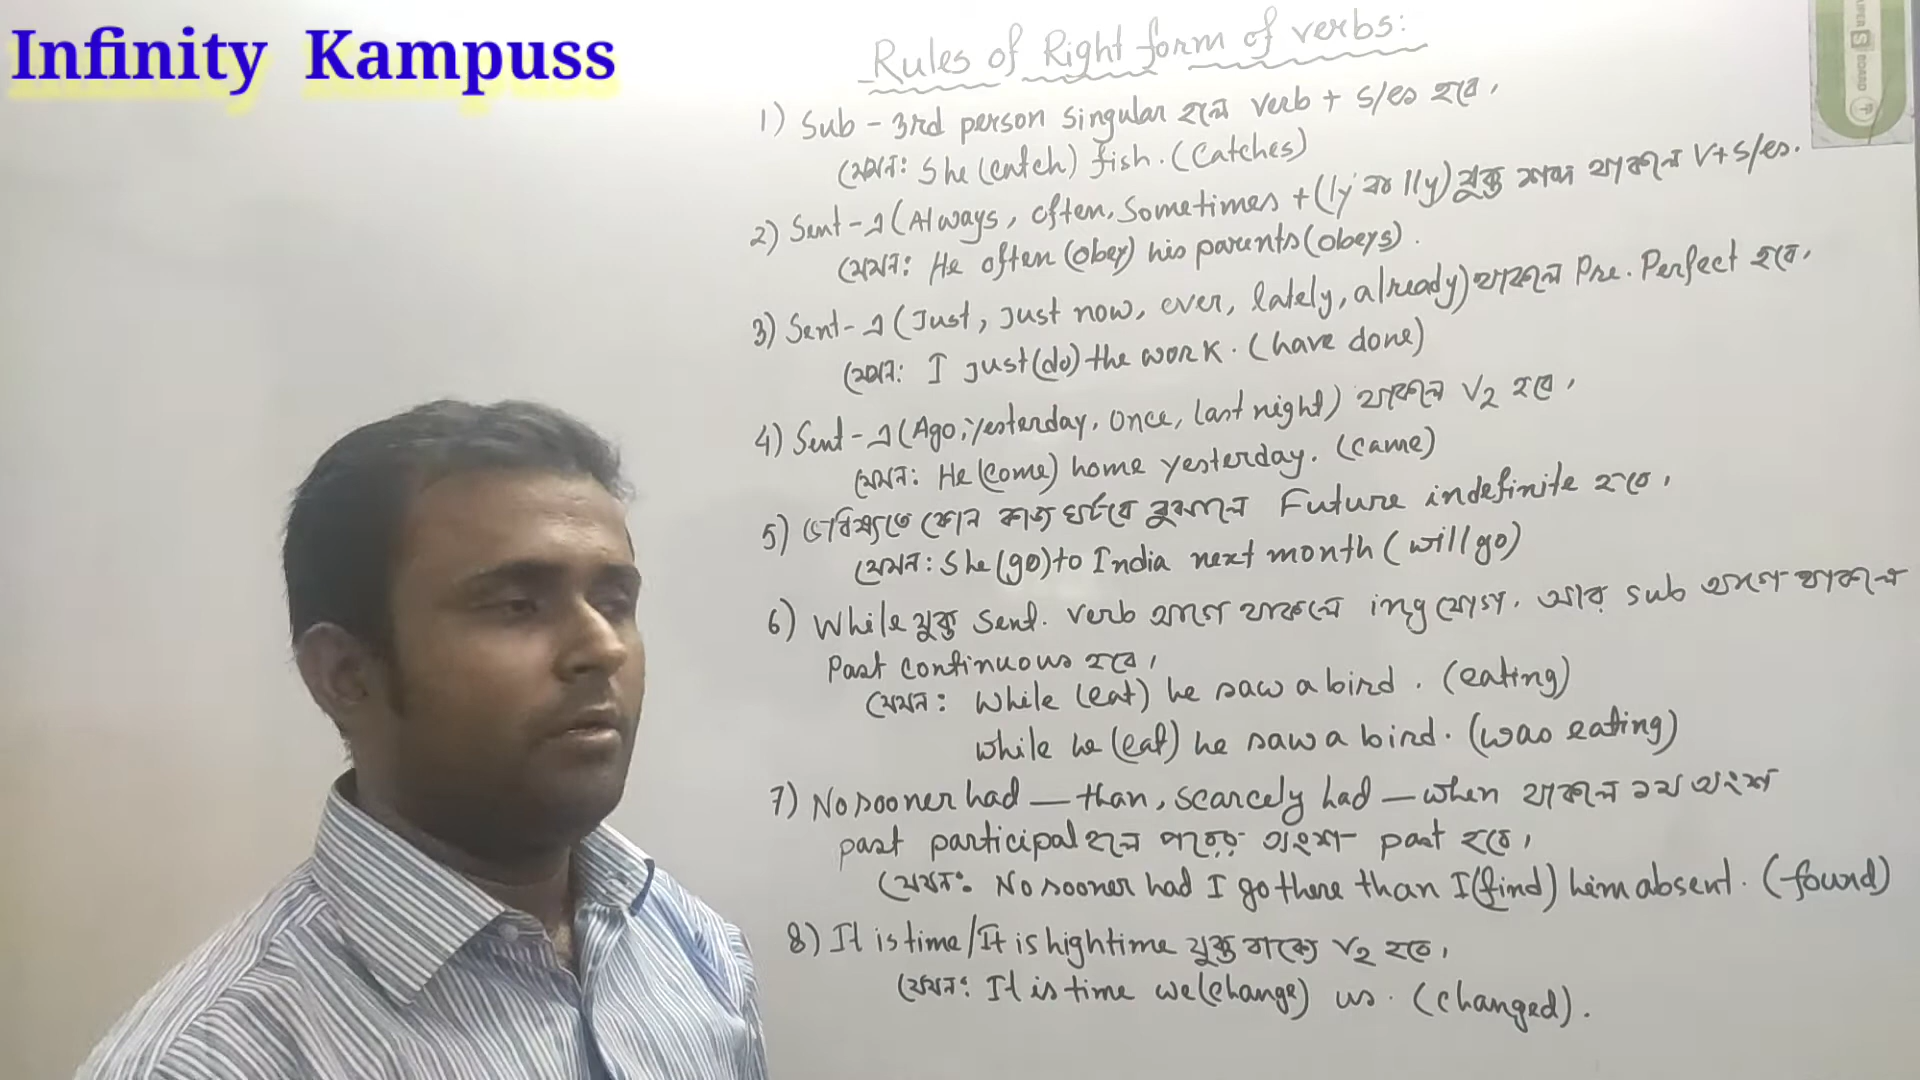 Infinity Kampuss
Rules of Right form of verbs:
1) Sub - 3rd person singular হলে verb + s/es হবে,
যেমন: She (catch) fish. (Catches)
2) Sent-এ (Always, often, Sometimes + (ly বা lly) যুক্ত শব্দ থাকলে V+s/es.
যেমন: He often (obey) his parents (obeys).
3) Sent-এ (Just, Just now, ever, lately, already) থাকলে Pre. Perfect হবে,
যেমন: I just (do) the work. (have done)
4) Sent-এ (Ago, yesterday, once, last night) থাকলে V2 হবে,
যেমন: He (come) home yesterday. (came)
5) ভবিষ্যতে কোন কাজ ঘটবে বুঝালে Future indefinite হবে,
যেমন: She (go) to India next month (will go)
6) While যুক্ত Sent. verb আগে থাকলে ing যোগ, আর sub আগে থাকলে
Past continuous হবে,
যেমন: While (eat) he saw a bird. (eating)
While he (eat) he saw a bird. (was eating)
7) No sooner had — than, scarcely had — when থাকলে ১ম অংশ
past participal হলে পরের অংশ past হবে,
যেমন: No sooner had I go there than I (find) him absent. (found)
8) It is time/It is high time যুক্ত বাক্যে V2 হবে,
যেমন: It is time we (change) us. (changed).